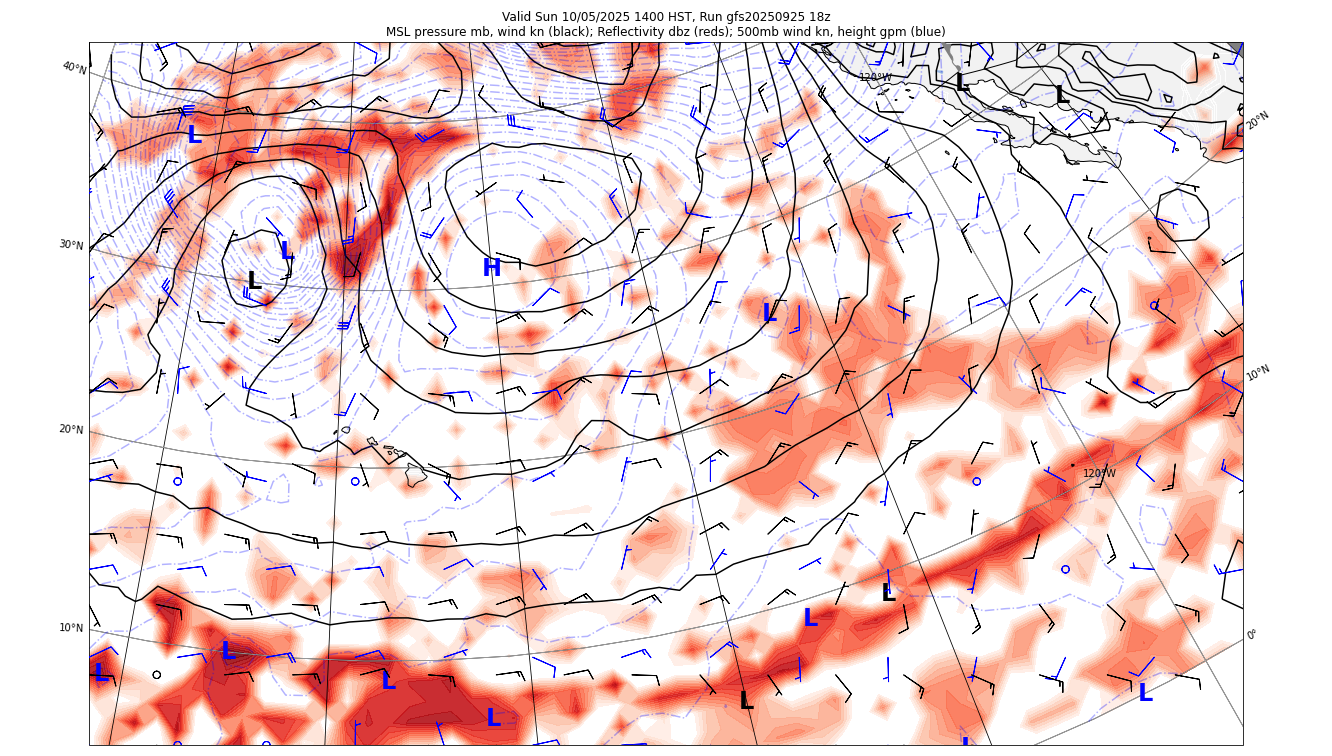 Valid Sun 10/05/2025 1400 HST, Run gfs20250925 18z
MSL pressure mb, wind kn (black); Reflectivity dbz (reds); 500mb wind kn, height gpm (blue)
40°N
120°W
L
L
20°N
L
30°N
L
L
H
L
10°N
20°N
120°W
L
L
10°N
0°
L
L
L
L
L
L
L